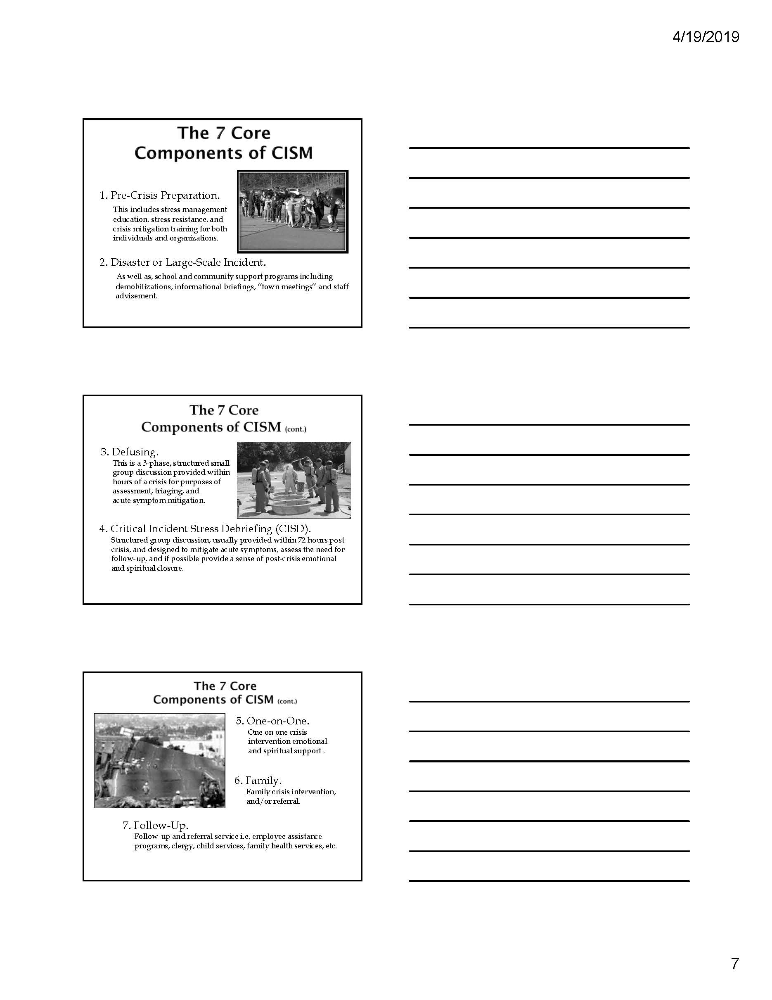 4/19/2019
The 7 Core
Components of CISM
1. Pre-Crisis Preparation.
This includes stress management
education, stress resistance, and
crisis mitigation training for both
individuals and organizations.
2. Disaster or Large-Scale Incident.
As well as, school and community support programs including
demobilizations, informational briefings, “town meetings” and staff
advisement.
The 7 Core
Components of CISM (cont.)
3. Defusing.
This is a 3-phase, structured small
group discussion provided within
hours of a crisis for purposes of
assessment, triaging, and
acute symptom mitigation.
4. Critical Incident Stress Debriefing (CISD).
Structured group discussion, usually provided within 72 hours post
crisis, and designed to mitigate acute symptoms, assess the need for
follow-up, and if possible provide a sense of post-crisis emotional
and spiritual closure.
The 7 Core
Components of CISM (cont.)
5. One-on-One.
One on one crisis
intervention emotional
and spiritual support .
6. Family.
Family crisis intervention,
and/or referral.
7. Follow-Up.
Follow-up and referral service i.e. employee assistance
programs, clergy, child services, family health services, etc.
7